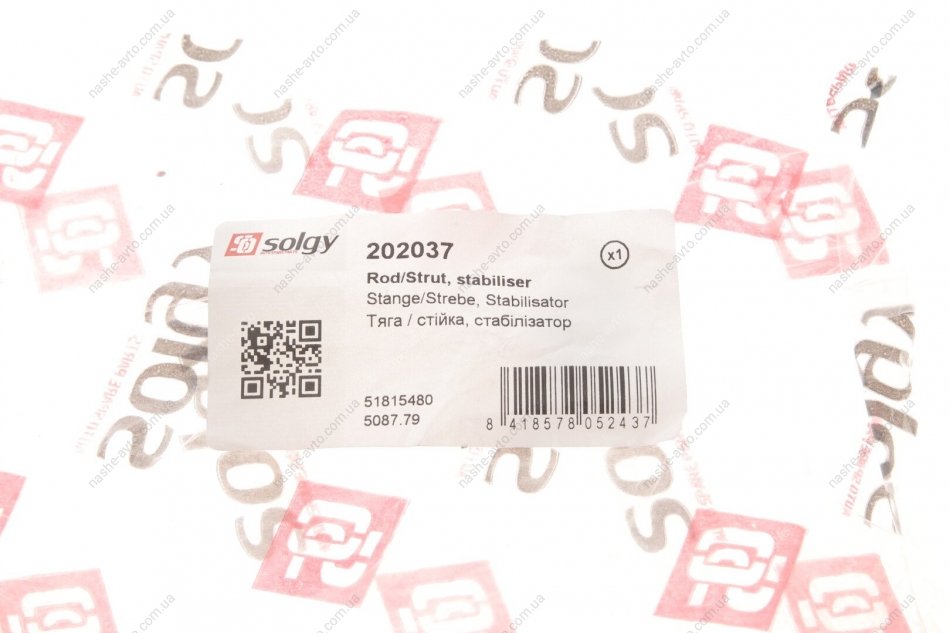 solgy
202037
x1
Rod/Strut, stabiliser
Stange/Strebe, Stabilisator
Тяга / стійка, стабілізатор
51815480
5087.79
8 418578 052437
nashe-avto.com.ua